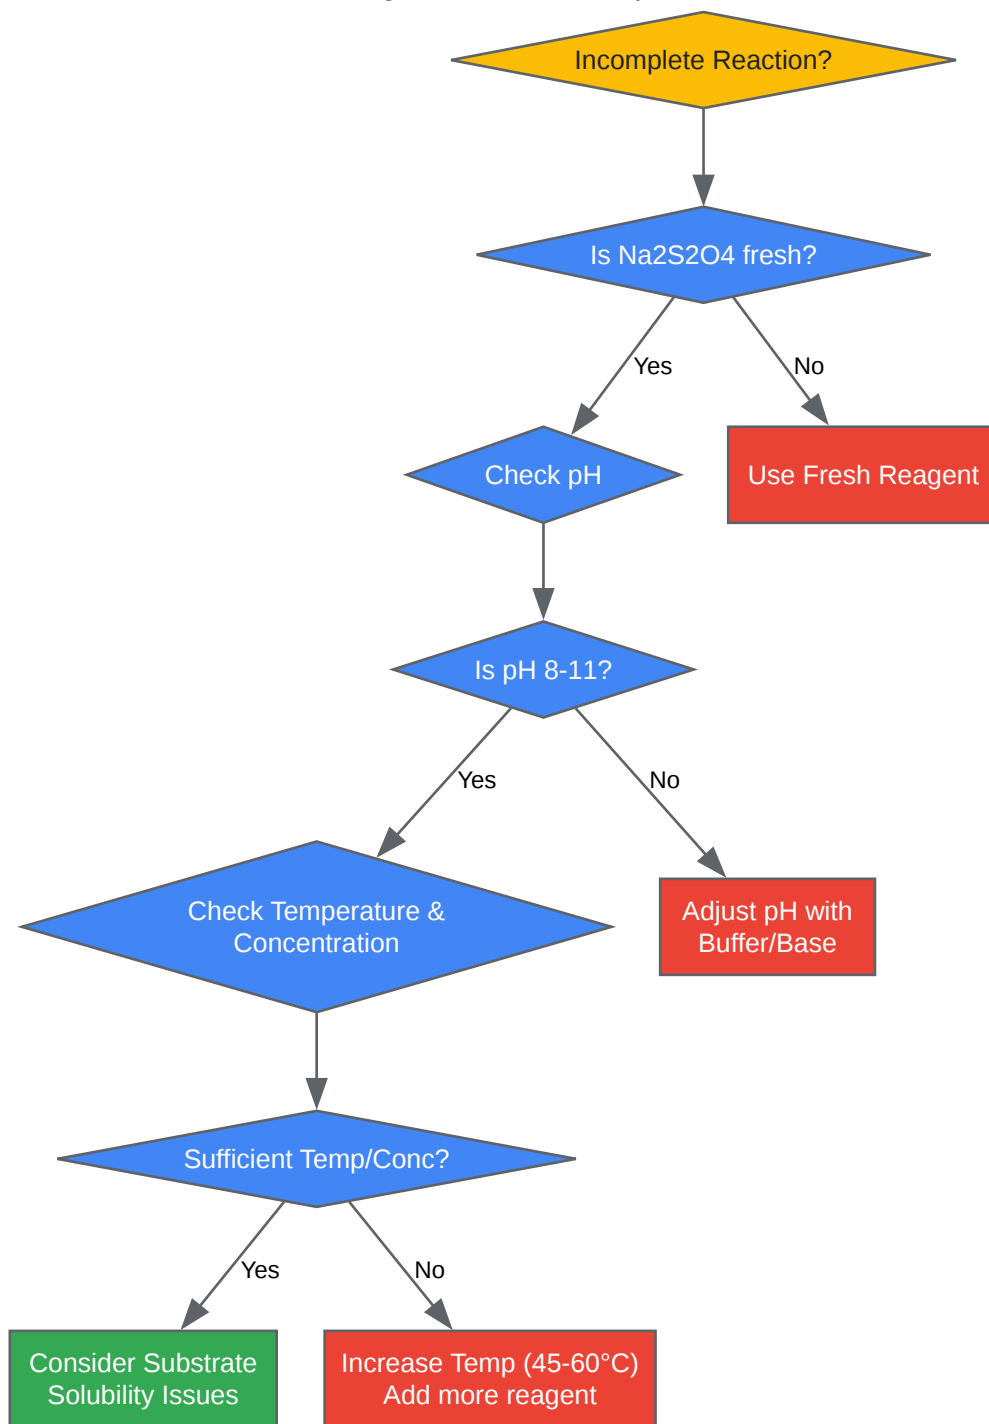 Incomplete Reaction?
Is Na2S2O4 fresh?
Yes
No
Check pH
Use Fresh Reagent
Is pH 8-11?
Yes
No
Check Temperature &
Concentration
Adjust pH with
Buffer/Base
Sufficient Temp/Conc?
Yes
No
Consider Substrate
Solubility Issues
Increase Temp (45-60°C)
Add more reagent